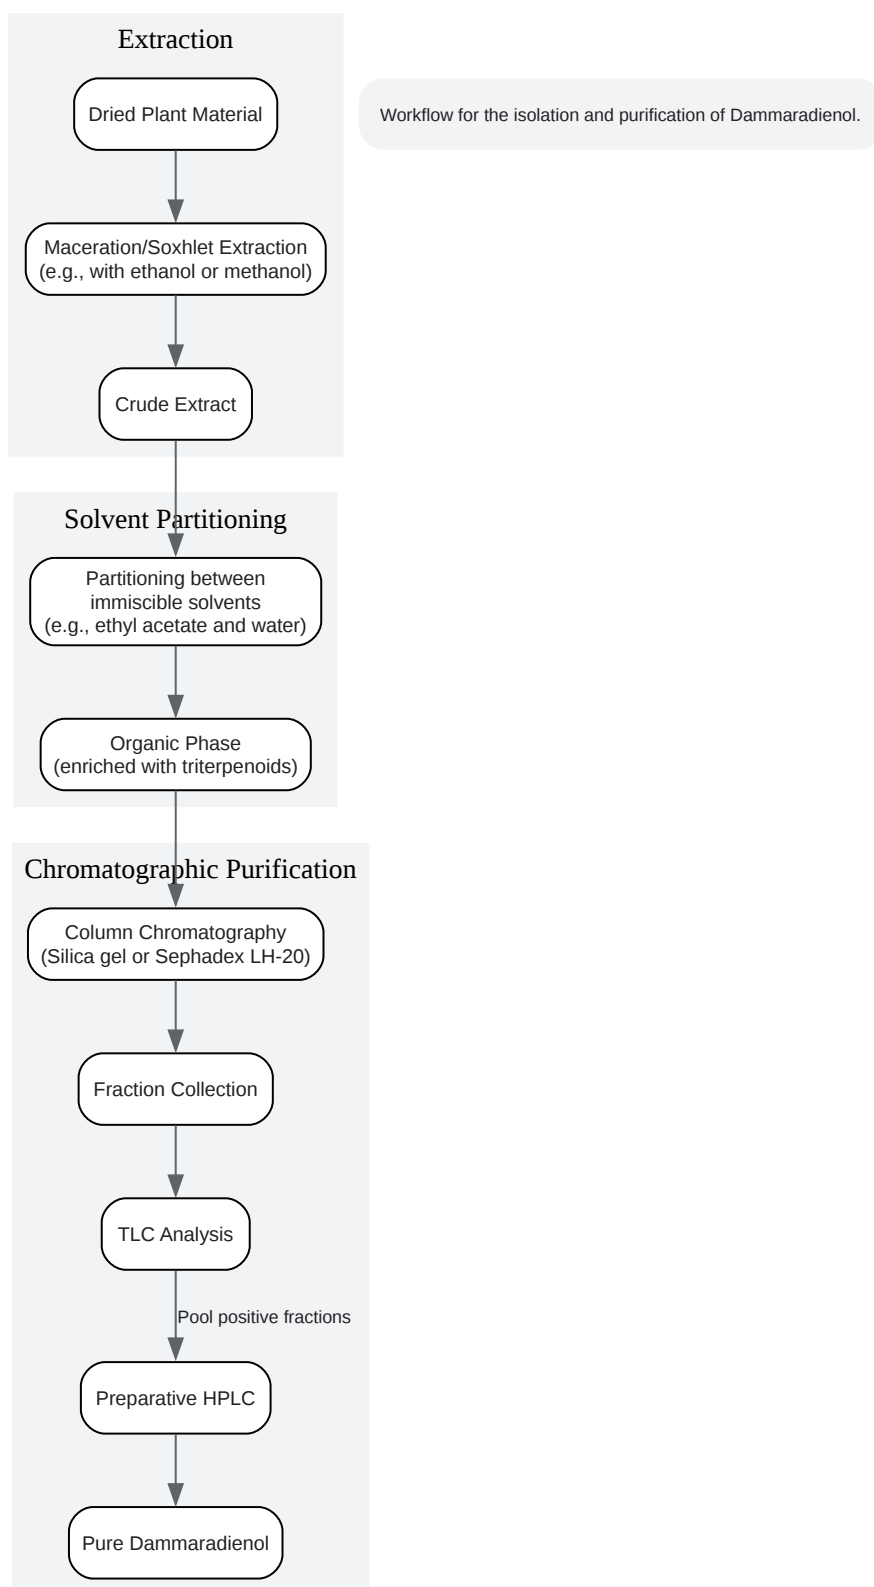 Extraction
Dried Plant Material
Workflow for the isolation and purification of Dammaradienol.
Maceration/Soxhlet Extraction
(e.g., with ethanol or methanol)
Crude Extract
Solvent Partitioning
Partitioning between
immiscible solvents
(e.g., ethyl acetate and water)
Organic Phase
(enriched with triterpenoids)
Chromatographic Purification
Column Chromatography
(Silica gel or Sephadex LH-20)
Fraction Collection
TLC Analysis
Pool positive fractions
Preparative HPLC
Pure Dammaradienol